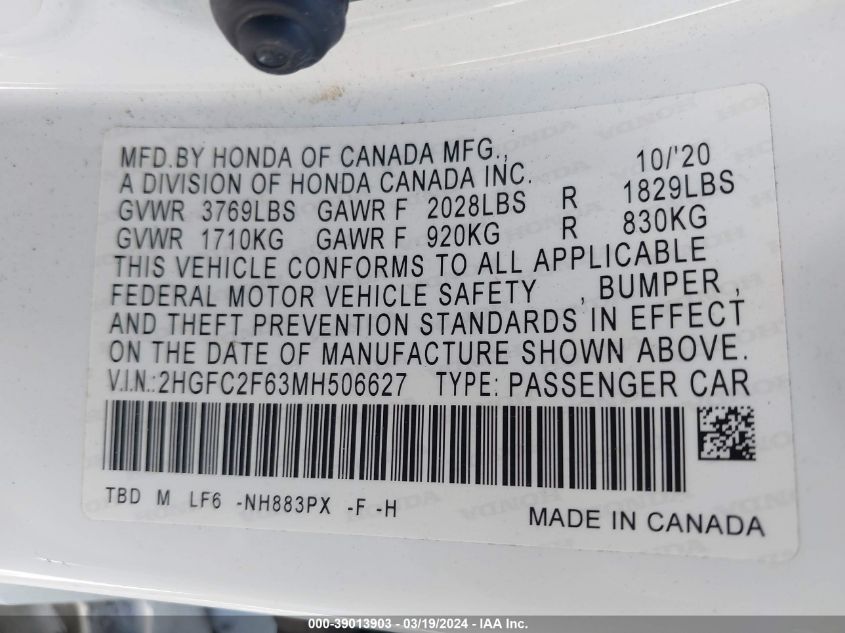 MFD.BY HONDA OF CANADA MFG., 10/'20
A DIVISION OF HONDA CANADA INC.
GVWR 3769LBS GAWR F 2028LBS R 1829LBS
GVWR 1710KG GAWR F 920KG R 830KG
THIS VEHICLE CONFORMS TO ALL APPLICABLE
FEDERAL MOTOR VEHICLE SAFETY , BUMPER ,
AND THEFT PREVENTION STANDARDS IN EFFECT
ON THE DATE OF MANUFACTURE SHOWN ABOVE.
V.I.N.:2HGFC2F63MH506627 TYPE: PASSENGER CAR
TBD M LF6 -NH883PX -F -H
MADE IN CANADA
000-39013903 - 03/19/2024 - IAA Inc.